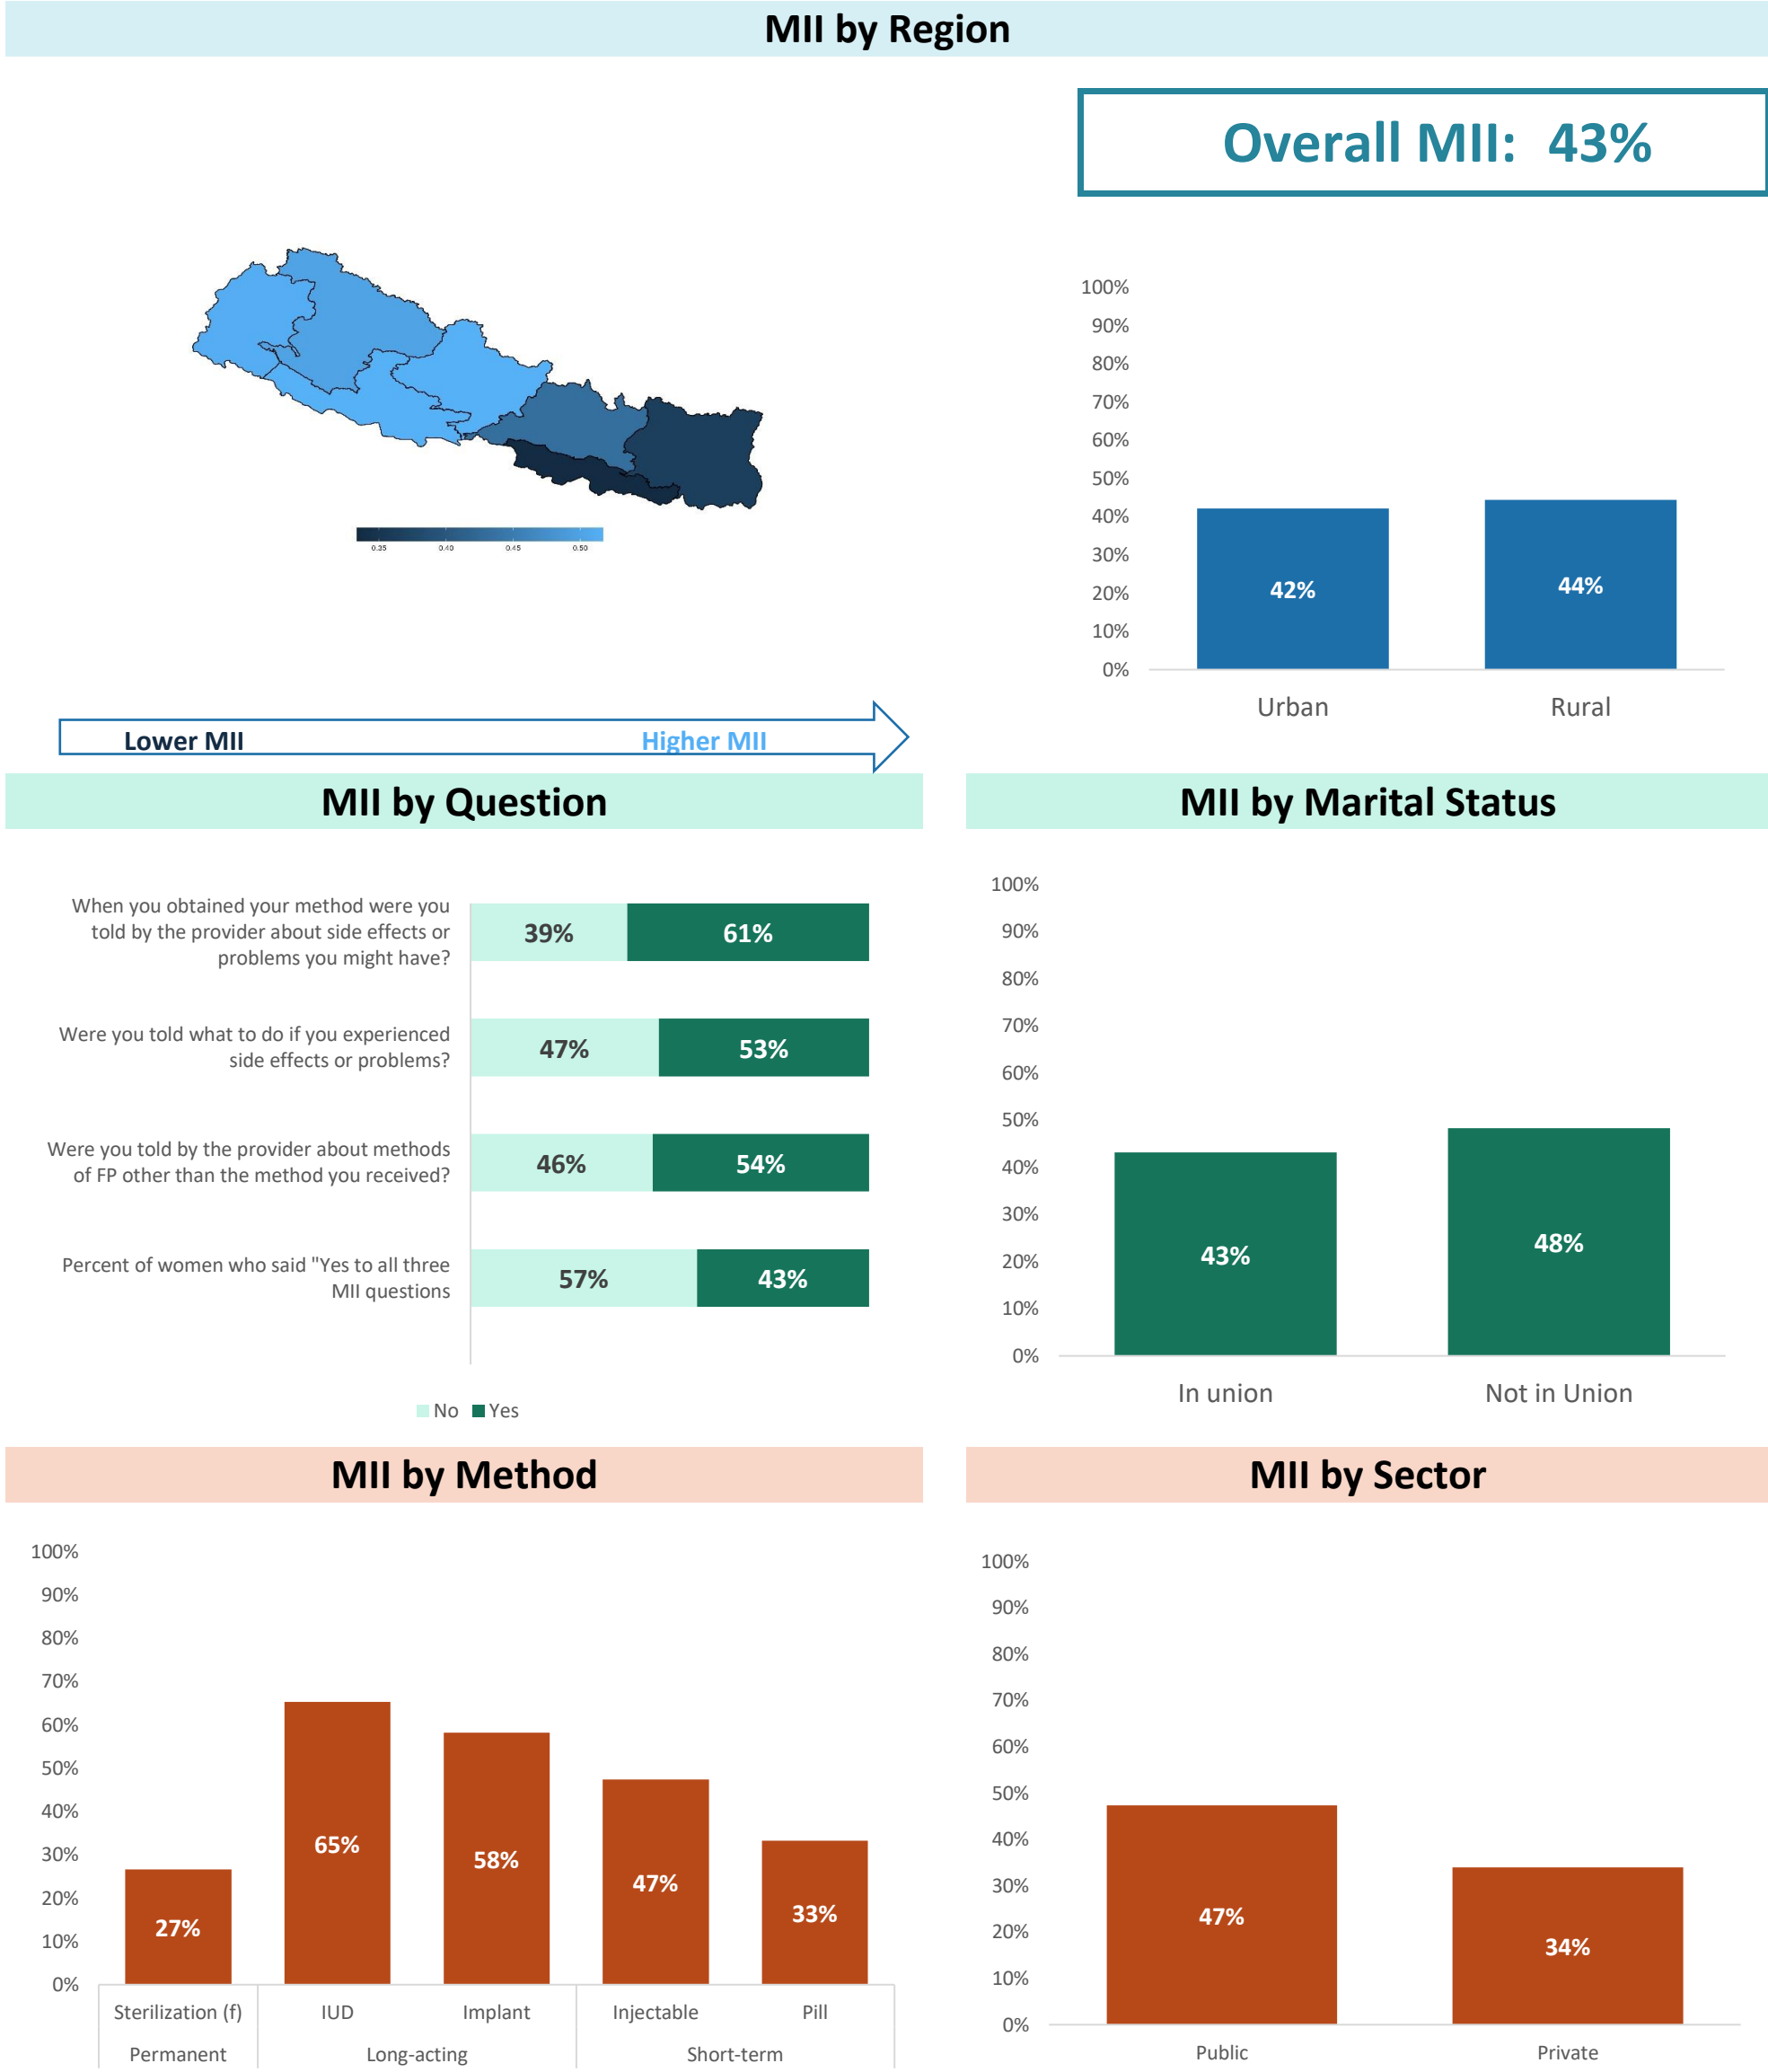 MII by Region
Overall MII: 43%
0.35 0.40 0.45 0.50
Lower MII Higher MII
100%
90%
80%
70%
60%
50%
40%
30%
20%
10%
0%
42% 44%
Urban Rural
MII by Question
When you obtained your method were you
told by the provider about side effects or
problems you might have?
39% 61%
Were you told what to do if you experienced
side effects or problems?
47% 53%
Were you told by the provider about methods
of FP other than the method you received?
46% 54%
Percent of women who said "Yes to all three
MII questions
57% 43%
No Yes
MII by Marital Status
100%
90%
80%
70%
60%
50%
40%
30%
20%
10%
0%
43% 48%
In union Not in Union
MII by Method
100%
90%
80%
70%
60%
50%
40%
30%
20%
10%
0%
27% 65% 58% 47% 33%
Sterilization (f) IUD Implant Injectable Pill
Permanent Long-acting Short-term
MII by Sector
100%
90%
80%
70%
60%
50%
40%
30%
20%
10%
0%
47% 34%
Public Private